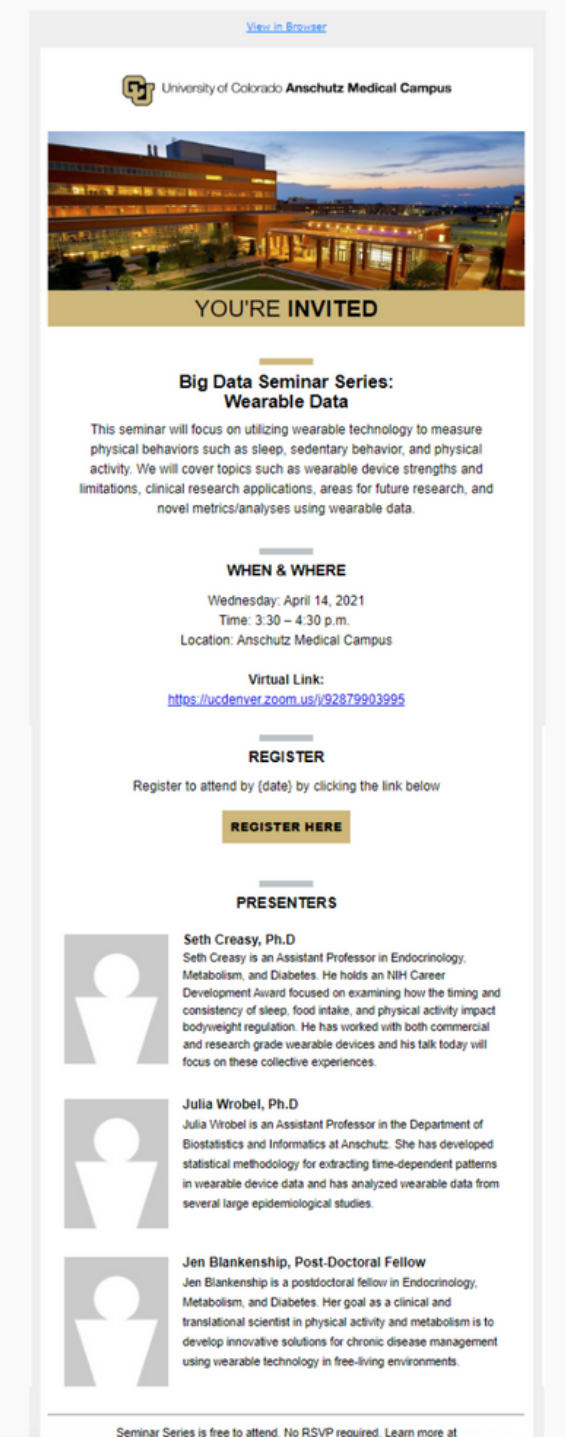 View in Browser
University of Colorado Anschutz Medical Campus
YOU'RE INVITED
Big Data Seminar Series:
Wearable Data
This seminar will focus on utilizing wearable technology to measure
physical behaviors such as sleep, sedentary behavior, and physical
activity. We will cover topics such as wearable device strengths and
limitations, clinical research applications, areas for future research, and
novel metrics/analyses using wearable data.
WHEN & WHERE
Wednesday: April 14, 2021
Time: 3:30 – 4:30 p.m.
Location: Anschutz Medical Campus
Virtual Link:
https://ucdenver.zoom.us/j/92879903995
REGISTER
Register to attend by {date} by clicking the link below
REGISTER HERE
PRESENTERS
Seth Creasy, Ph.D
Seth Creasy is an Assistant Professor in Endocrinology,
Metabolism, and Diabetes. He holds an NIH Career
Development Award focused on examining how the timing and
consistency of sleep, food intake, and physical activity impact
bodyweight regulation. He has worked with both commercial
and research grade wearable devices and his talk today will
focus on these collective experiences.
Julia Wrobel, Ph.D
Julia Wrobel is an Assistant Professor in the Department of
Biostatistics and Informatics at Anschutz. She has developed
statistical methodology for extracting time-dependent patterns
in wearable device data and has analyzed wearable data from
several large epidemiological studies.
Jen Blankenship, Post-Doctoral Fellow
Jen Blankenship is a postdoctoral fellow in Endocrinology,
Metabolism, and Diabetes. Her goal as a clinical and
translational scientist in physical activity and metabolism is to
develop innovative solutions for chronic disease management
using wearable technology in free-living environments.
Seminar Series is free to attend. No RSVP required. Learn more at